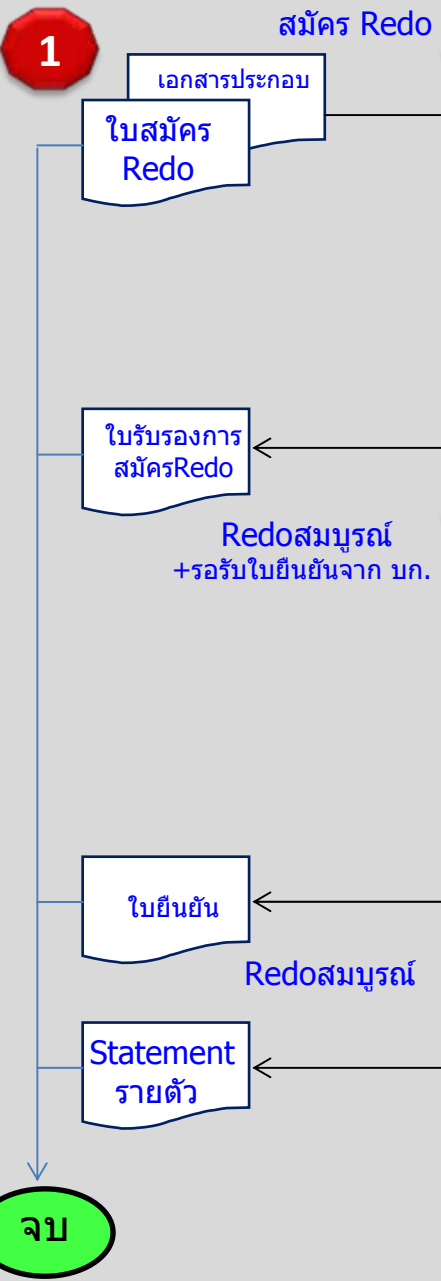 สมัคร Redo
1
เอกสารประกอบ
ใบสมัคร
Redo
ใบรับรองการ
สมัครRedo
Redoสมบูรณ์
+รอรับใบยืนยันจาก บก.
ใบยืนยัน
Redoสมบูรณ์
Statement
รายตัว
จบ